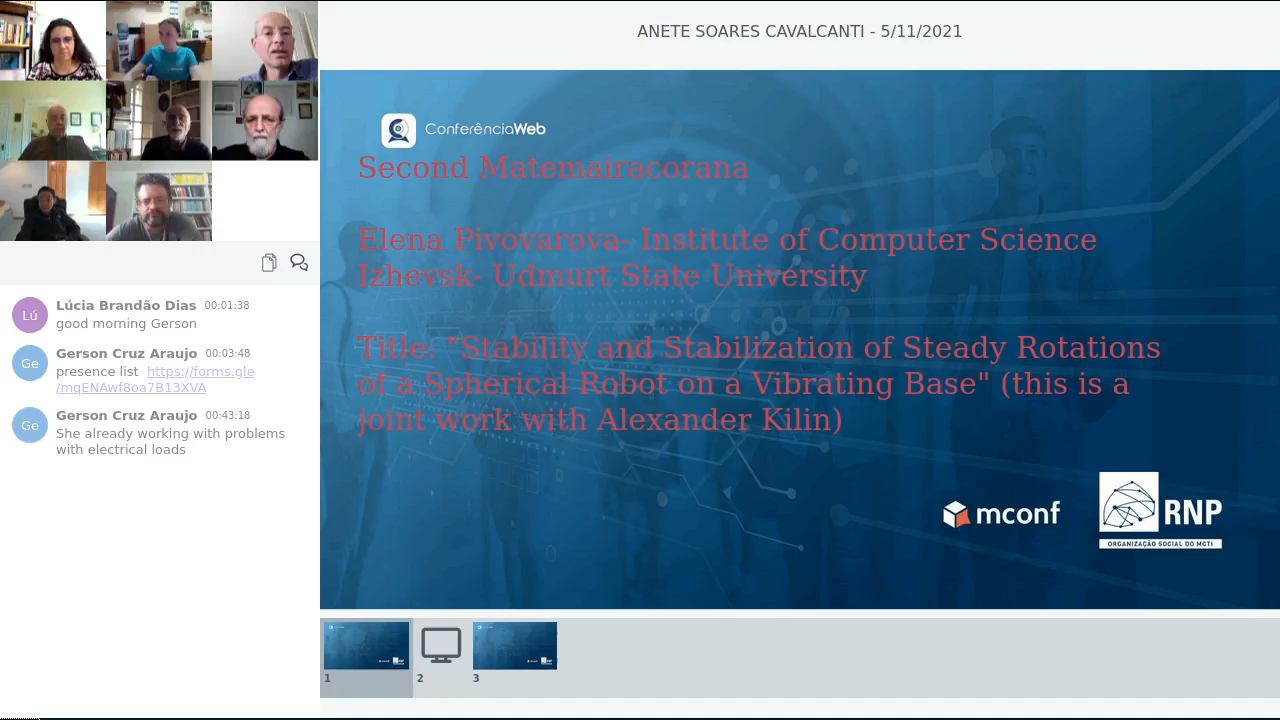 ANETE SOARES CAVALCANTI - 5/11/2021
ConferênciaWeb
Second Matemairacorana
Elena Pivovarova- Institute of Computer Science
Izhevsk- Udmurt State University
Title: "Stability and Stabilization of Steady Rotations
of a Spherical Robot on a Vibrating Base" (this is a
joint work with Alexander Kilin)
mconf
RNP
ORGANIZAÇÃO SOCIAL DO MCTI
Lú
Lúcia Brandão Dias 00:01:38
good morning Gerson
Ge
Gerson Cruz Araujo 00:03:48
presence list https://forms.gle
/mqENAwf8oa7B13XVA
Ge
Gerson Cruz Araujo 00:43:18
She already working with problems
with electrical loads
1
2
3